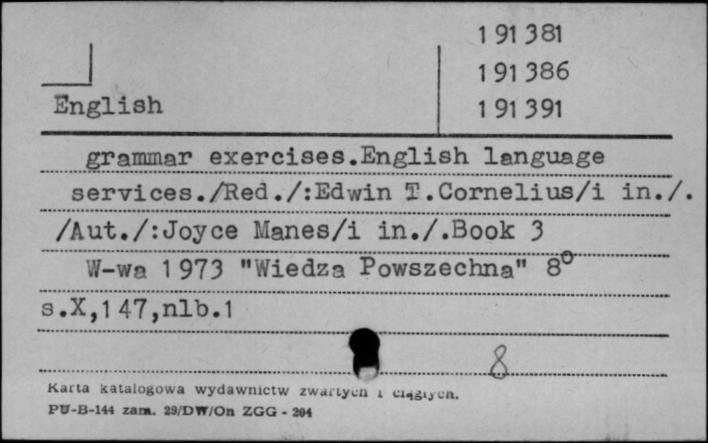 191381
191386
English 191391
grammar exercises.English language
services./Red./:Edwin T.Cornelius/i in./.
/Aut./:Joyce Manes/i in./.Book 3
W-wa 1973 "Wiedza Powszechna" 8°
s.X,147,nlb.1
8
Karta katalogowa wydawnictw zwartych i ciągłych.
PU-B-144 zam. 29/DW/On ZGG - 204